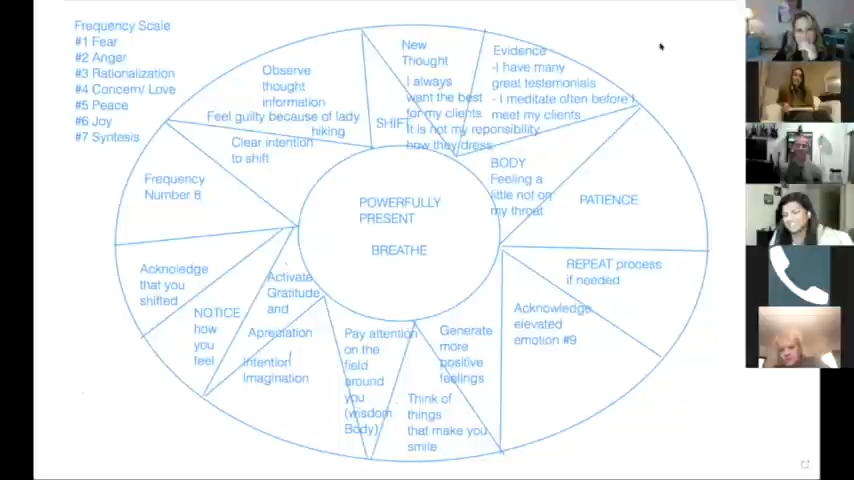 Frequency Scale
#1 Fear
#2 Anger
#3 Rationalization
#4 Concern/ Love
#5 Peace
#6 Joy
#7 Syntesis
Observe
thought
information
Feel guilty because of lady
hiking
Clear intention
to shift
SHIFT
New
Thought
I always
want the best
for my clients
It is not my reponsibility
how they dress
Evidence
-I have many
great testemonials
- I meditate often before I
meet my clients
BODY
Feeling a
little not on
my throat
PATIENCE
REPEAT process
if needed
Acknowledge
elevated
emotion #9
Generate
more
positive
feelings
Think of
things
that make you
smile
Pay attention
on the
field
around
you
(wisdom
Body)
Activate
Gratitude
and
Apreciation
Intention
Imagination
NOTICE
how
you
feel
Acknoledge
that you
shifted
Frequency
Number 8
POWERFULLY
PRESENT
BREATHE